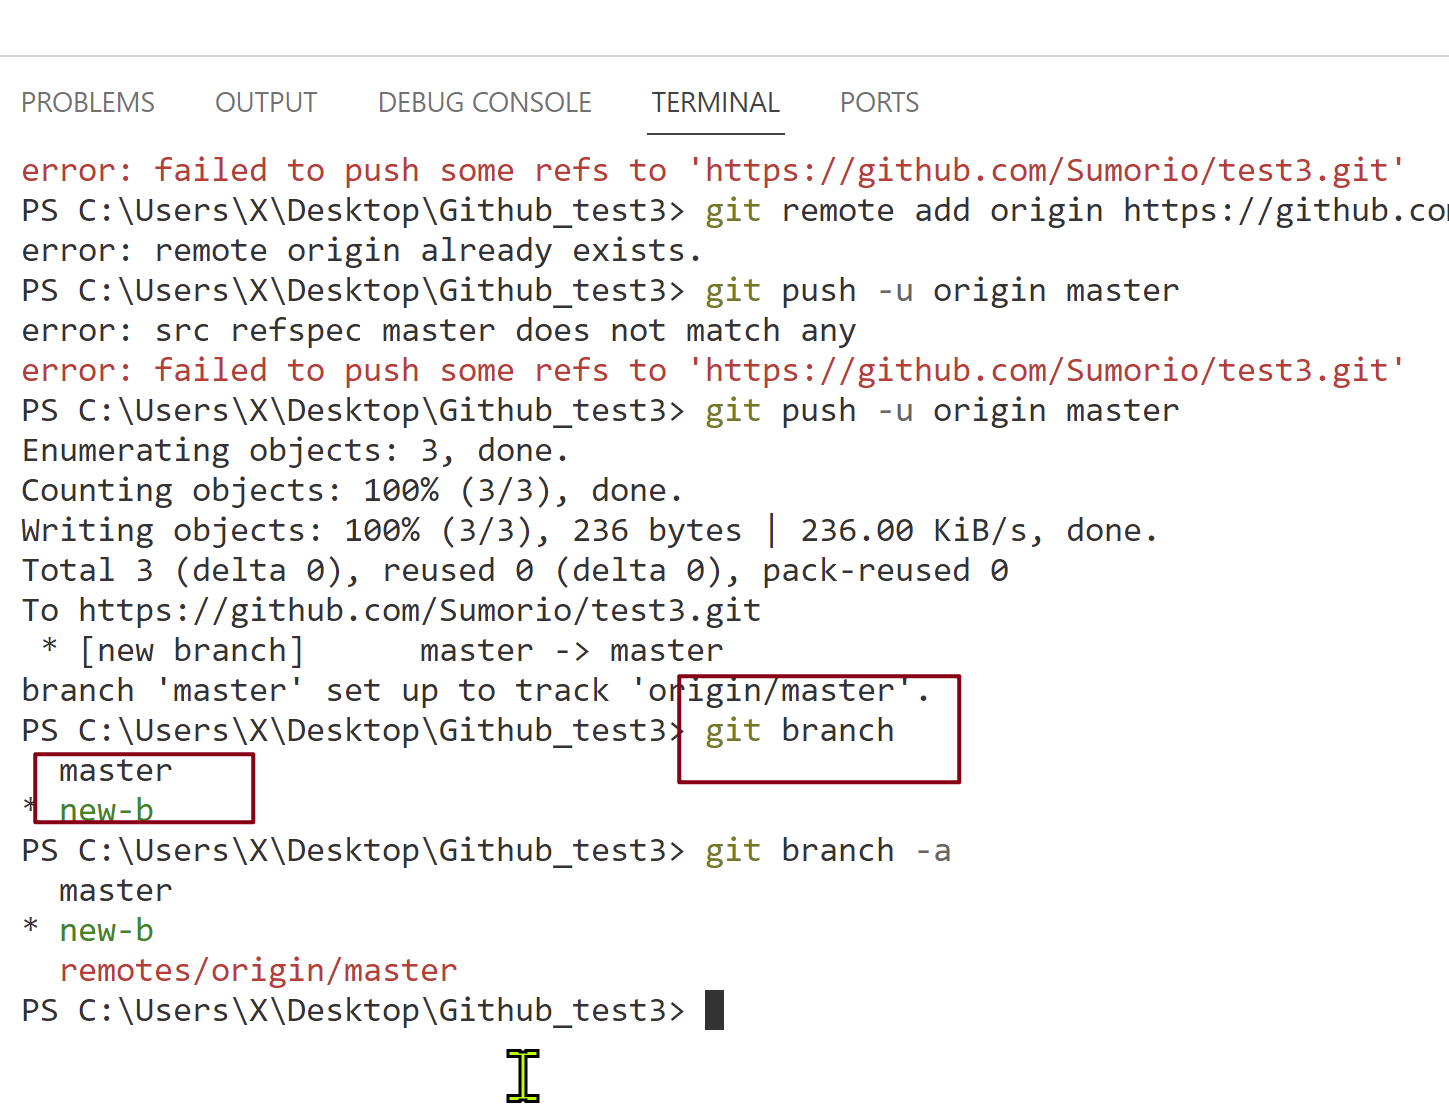 PROBLEMS OUTPUT DEBUG CONSOLE TERMINAL PORTS
error: failed to push some refs to 'https://github.com/Sumorio/test3.git'
PS C:\Users\X\Desktop\Github_test3> git remote add origin https://github.co
error: remote origin already exists.
PS C:\Users\X\Desktop\Github_test3> git push -u origin master
error: src refspec master does not match any
error: failed to push some refs to 'https://github.com/Sumorio/test3.git'
PS C:\Users\X\Desktop\Github_test3> git push -u origin master
Enumerating objects: 3, done.
Counting objects: 100% (3/3), done.
Writing objects: 100% (3/3), 236 bytes | 236.00 KiB/s, done.
Total 3 (delta 0), reused 0 (delta 0), pack-reused 0
To https://github.com/Sumorio/test3.git
 * [new branch]      master -> master
branch 'master' set up to track 'origin/master'.
PS C:\Users\X\Desktop\Github_test3> git branch
  master
* new-b
PS C:\Users\X\Desktop\Github_test3> git branch -a
  master
* new-b
  remotes/origin/master
PS C:\Users\X\Desktop\Github_test3>